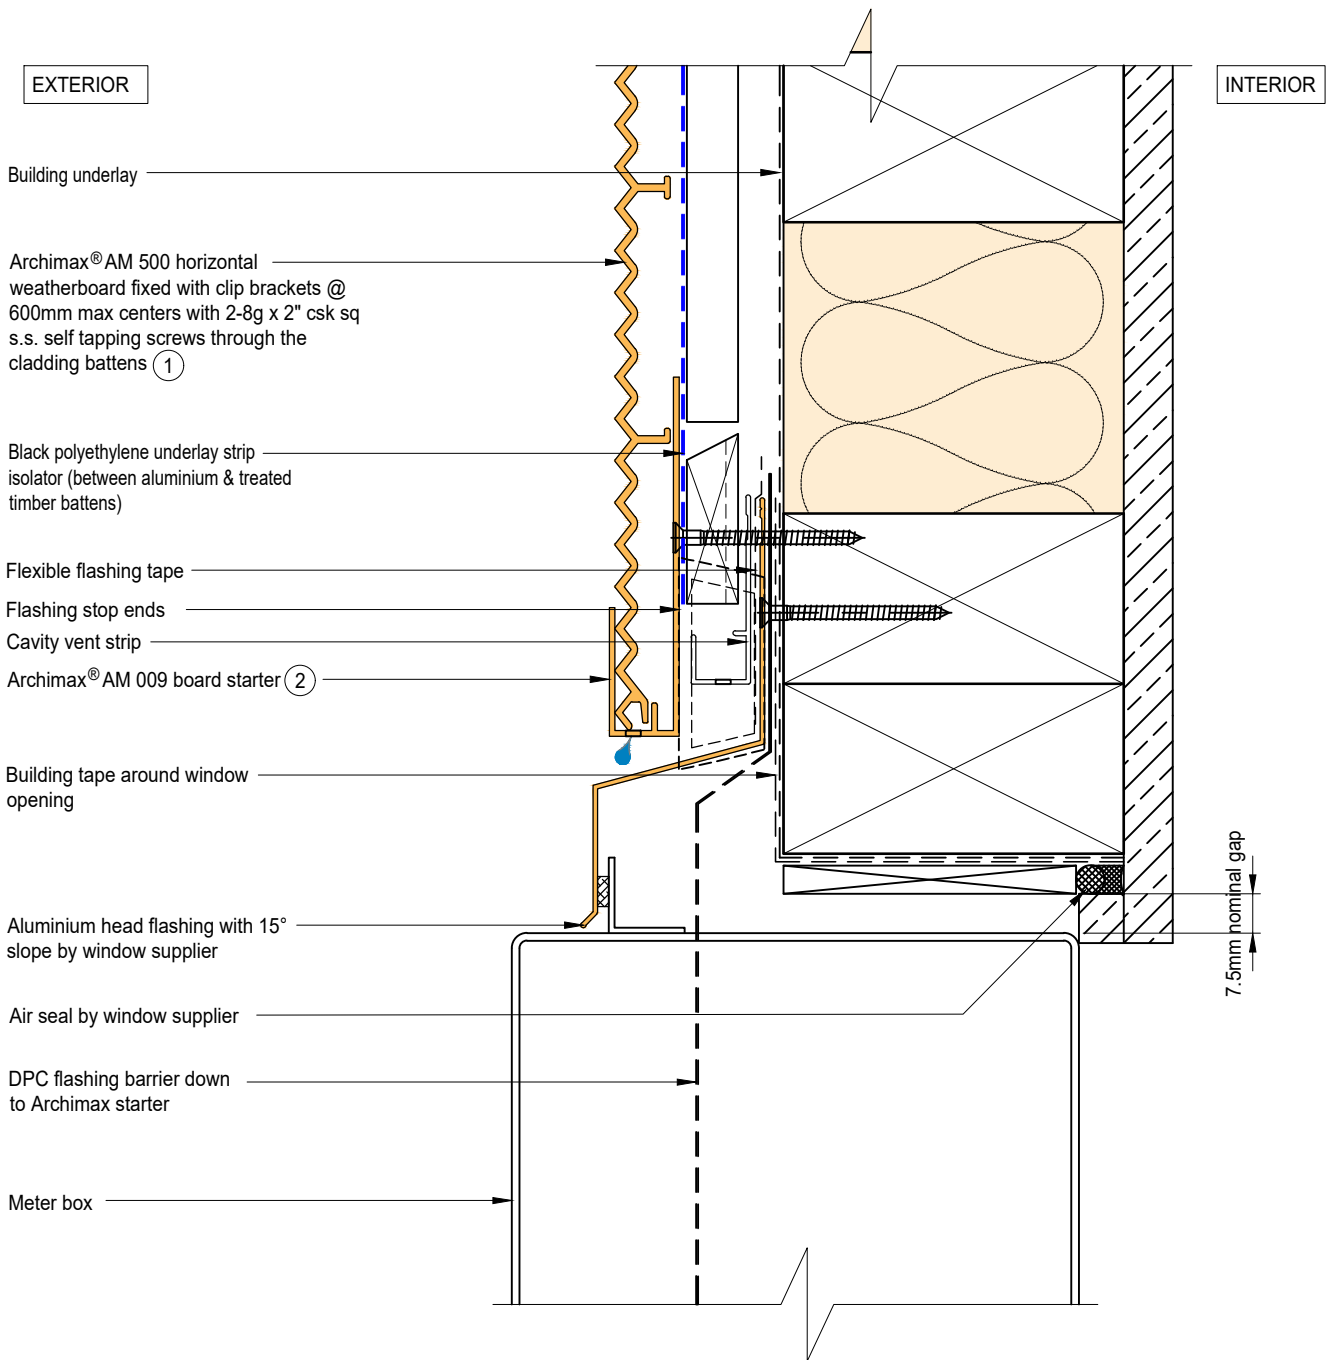 EXTERIOR
INTERIOR
Building underlay
Archimax® AM 500 horizontal
weatherboard fixed with clip brackets @
600mm max centers with 2-8g x 2" csk sq
s.s. self tapping screws through the
cladding battens 1
Black polyethylene underlay strip
isolator (between aluminium & treated
timber battens)
Flexible flashing tape
Flashing stop ends
Cavity vent strip
Archimax® AM 009 board starter 2
Building tape around window
opening
Aluminium head flashing with 15°
slope by window supplier
7.5mm nominal gap
Air seal by window supplier
DPC flashing barrier down
to Archimax starter
Meter box